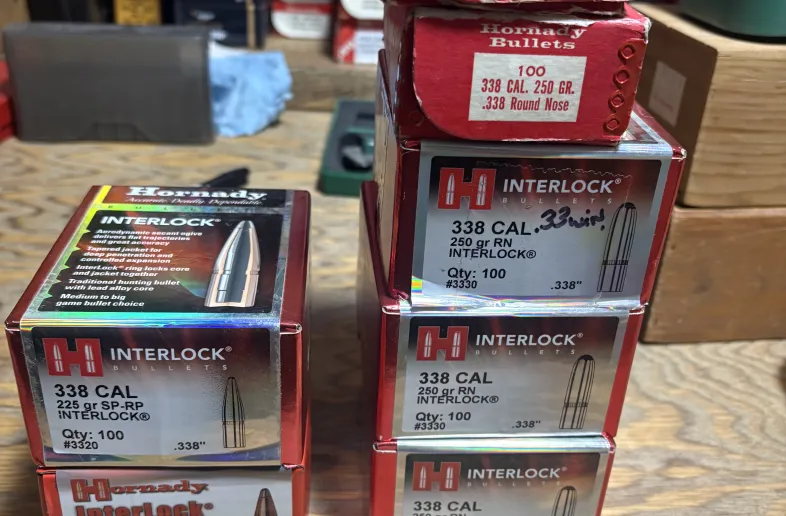 Hornady
Bullets
100
338 CAL. 250 GR.
.338 Round Nose
H INTERLOCK®
BULLETS
338 CAL .33 win!
250 gr RN
INTERLOCK®
Qty: 100
#3330 .338"
H INTERLOCK®
BULLETS
338 CAL
250 gr RN
INTERLOCK®
Qty: 100
#3330 .338"
H INTERLOCK®
BULLETS
338 CAL
250 gr RN
Hornady
Accurate. Deadly. Dependable.
INTERLOCK®
Aerodynamic secant ogive
delivers flat trajectories
and great accuracy
Tapered jacket for
deep penetration and
controlled expansion
InterLock® ring locks core
and jacket together
Traditional hunting bullet
with lead alloy core
Medium to big
game bullet choice
H INTERLOCK®
BULLETS
338 CAL
225 gr SP-RP
INTERLOCK®
Qty: 100
#3320 .338"
Hornady
InterLock®